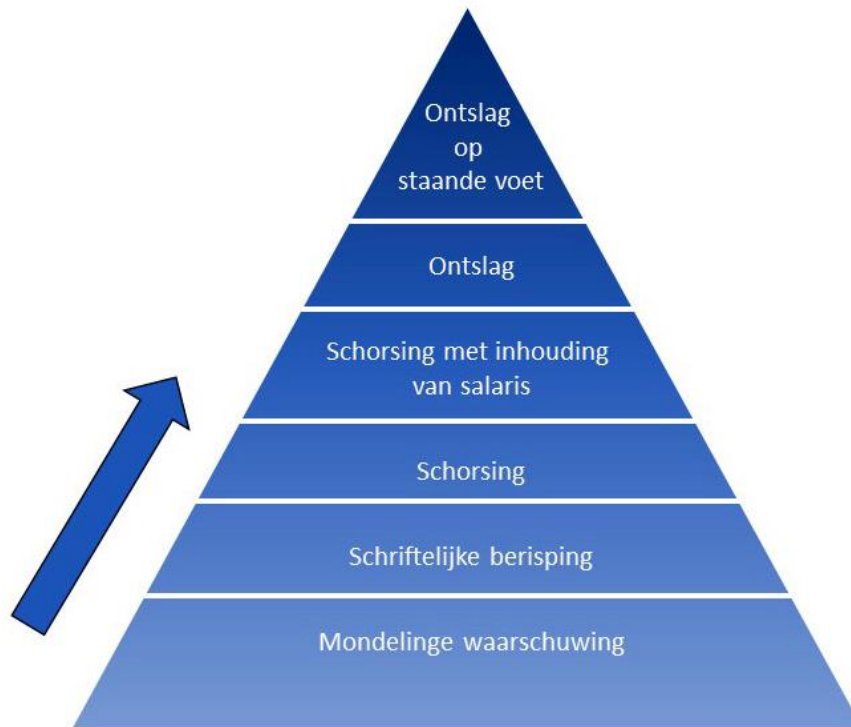 Ontslag
op
staande voet
Ontslag
Schorsing met inhouding
van salaris
Schorsing
Schriftelijke berisping
Mondelinge waarschuwing